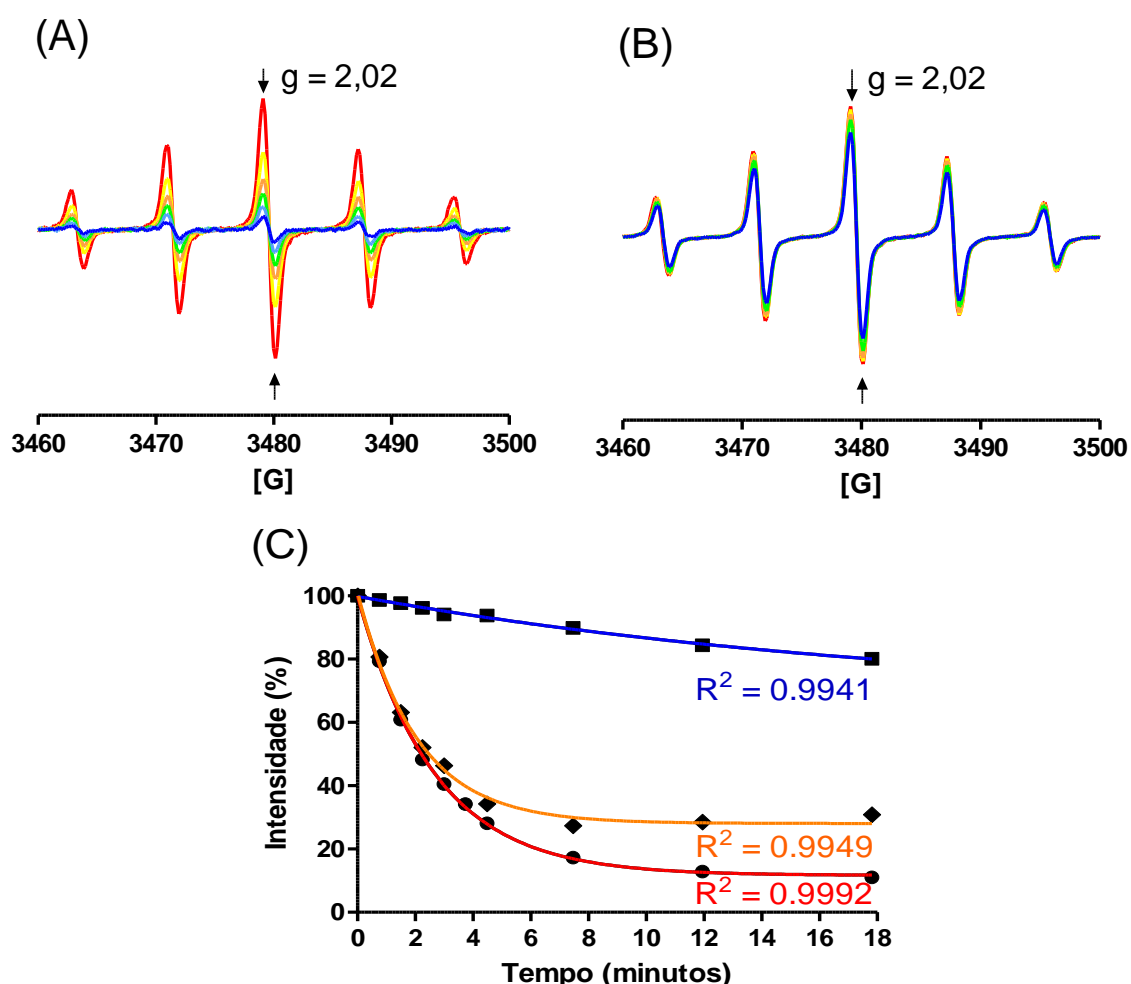 (A)
g = 2,02
3460 3470 3480 3490 3500
[G]
(B)
g = 2,02
3460 3470 3480 3490 3500
[G]
(C)
Intensidade (%)
100
80
60
40
20
0
R² = 0.9941
R² = 0.9949
R² = 0.9992
0 2 4 6 8 10 12 14 16 18
Tempo (minutos)